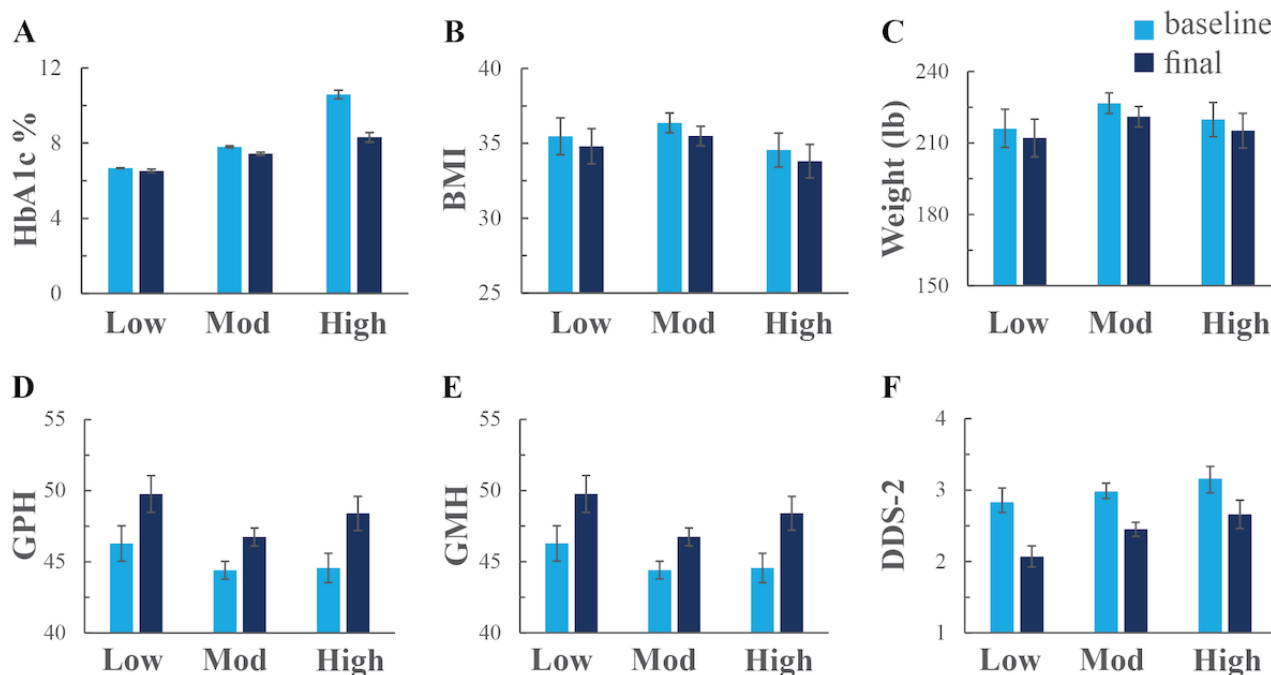 baseline
final
A
HbA1c %
12
8
4
0
Low Mod High
B
BMI
40
35
30
25
Low Mod High
C
Weight (lb)
240
210
180
150
Low Mod High
D
GPH
55
50
45
40
Low Mod High
E
GMH
55
50
45
40
Low Mod High
F
DDS-2
4
3
2
1
Low Mod High